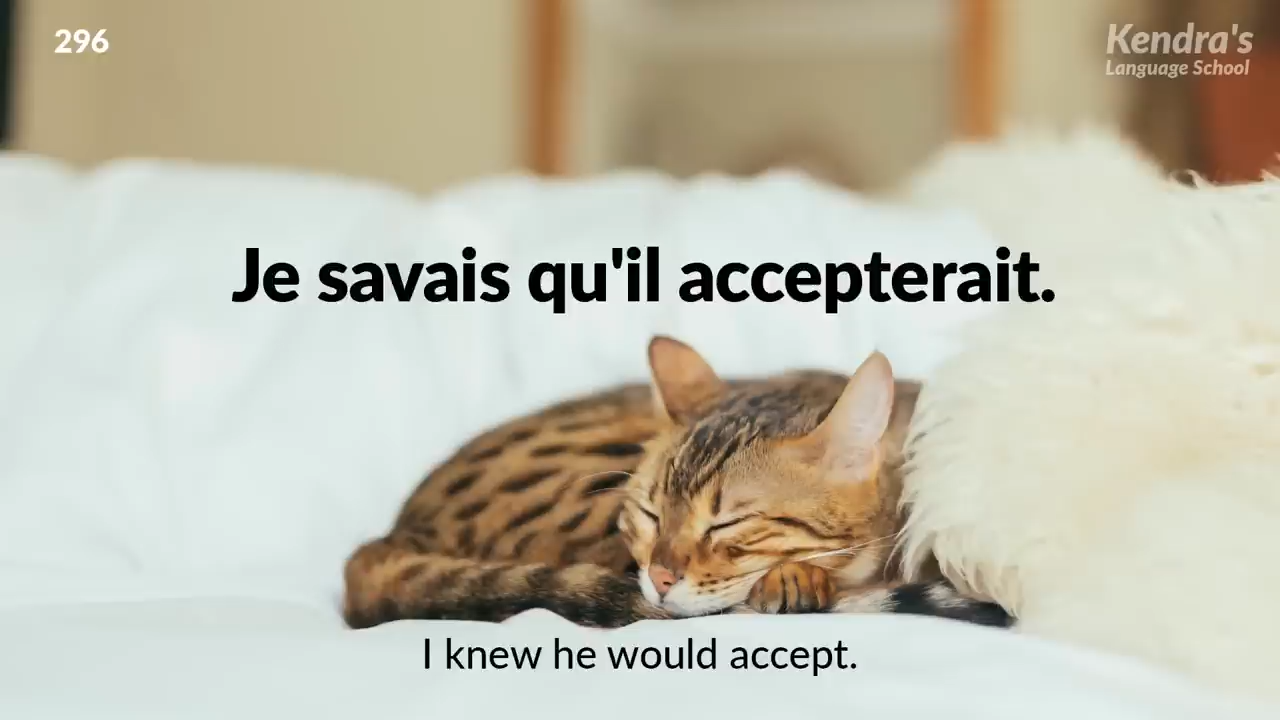 296
Kendra's
Language School
Je savais qu'il accepterait.
I knew he would accept.